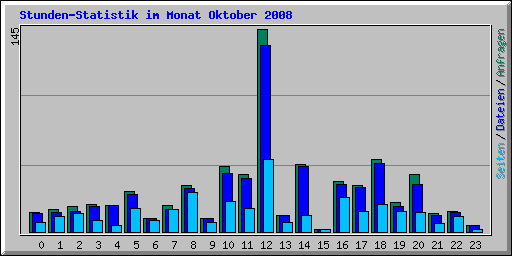 Stunden-Statistik im Monat Oktober 2008
145
Seiten / Dateien / Anfragen
0 1 2 3 4 5 6 7 8 9 10 11 12 13 14 15 16 17 18 19 20 21 22 23